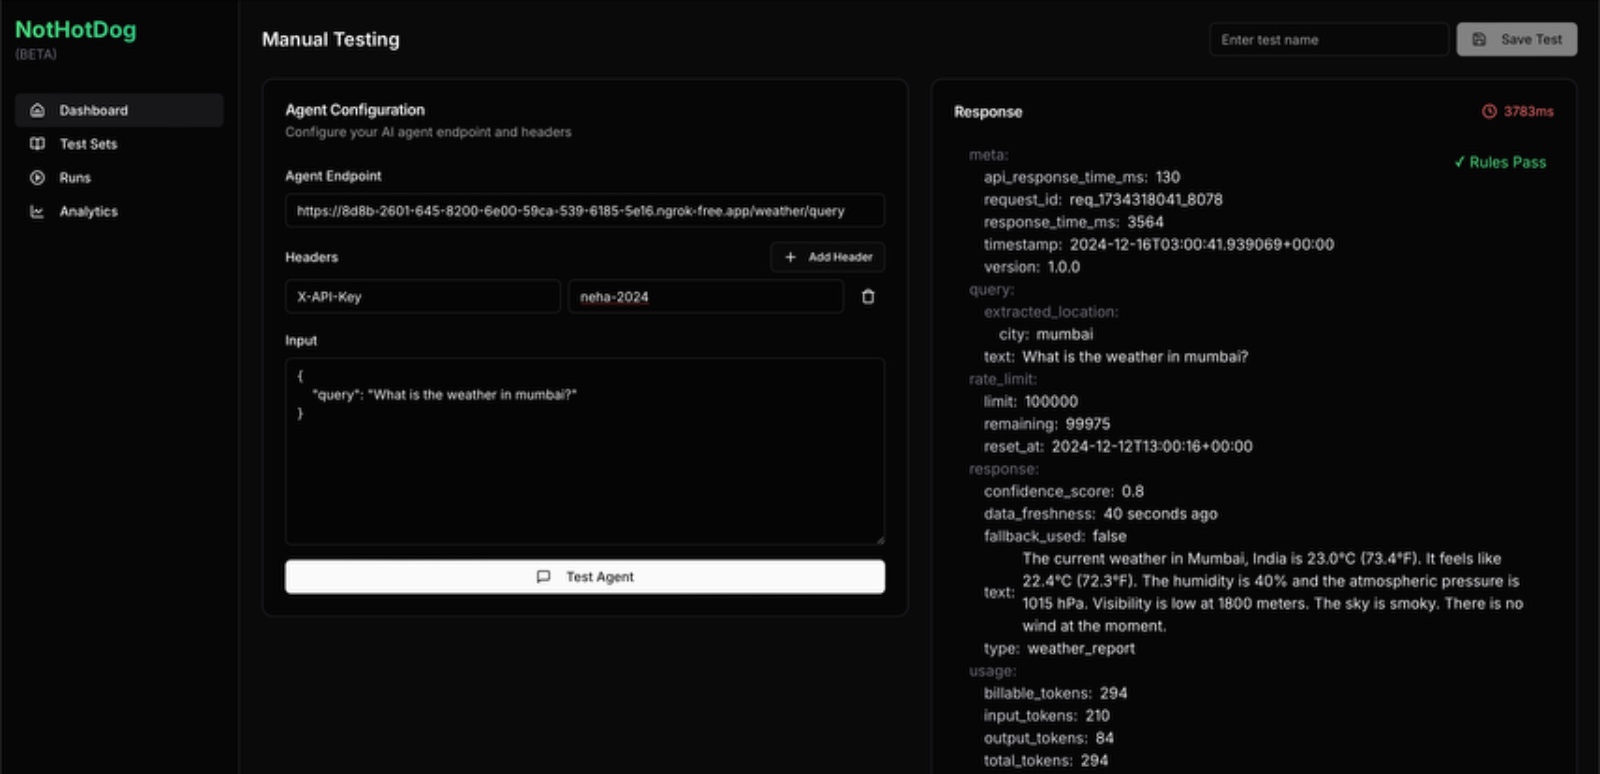 NotHotDog
(BETA)
Dashboard
Test Sets
Runs
Analytics
Manual Testing
Enter test name
Save Test
Agent Configuration
Configure your AI agent endpoint and headers
Agent Endpoint
https://8d8b-2601-645-8200-6e00-59ca-539-6185-5e16.ngrok-free.app/weather/query
Headers
+ Add Header
X-API-Key
neha-2024
Input
{
"query": "What is the weather in mumbai?"
}
Test Agent
Response
3783ms
✓ Rules Pass
meta:
api_response_time_ms: 130
request_id: req_1734318041_8078
response_time_ms: 3564
timestamp: 2024-12-16T03:00:41.939069+00:00
version: 1.0.0
query:
extracted_location:
city: mumbai
text: What is the weather in mumbai?
rate_limit:
limit: 100000
remaining: 99975
reset_at: 2024-12-12T13:00:16+00:00
response:
confidence_score: 0.8
data_freshness: 40 seconds ago
fallback_used: false
text: The current weather in Mumbai, India is 23.0°C (73.4°F). It feels like
22.4°C (72.3°F). The humidity is 40% and the atmospheric pressure is
1015 hPa. Visibility is low at 1800 meters. The sky is smoky. There is no
wind at the moment.
type: weather_report
usage:
billable_tokens: 294
input_tokens: 210
output_tokens: 84
total_tokens: 294